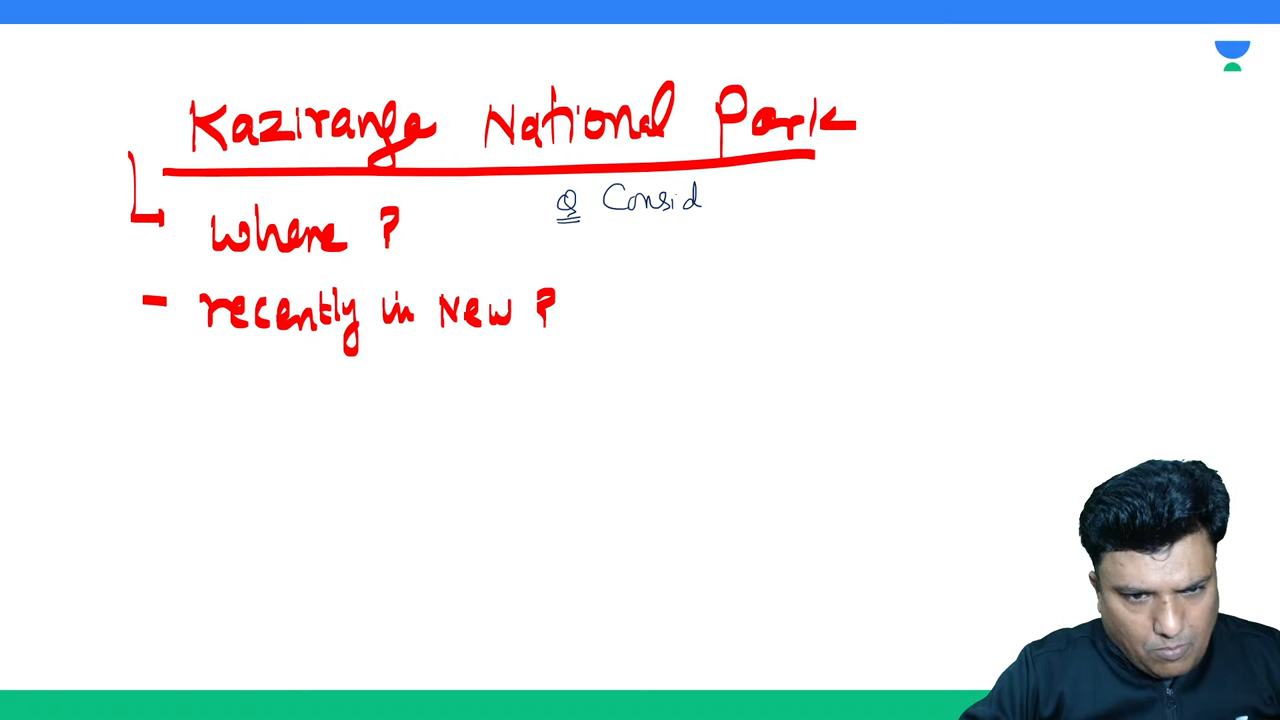 Kaziranga National Park
where ?
Q Consid
- recently in New ?